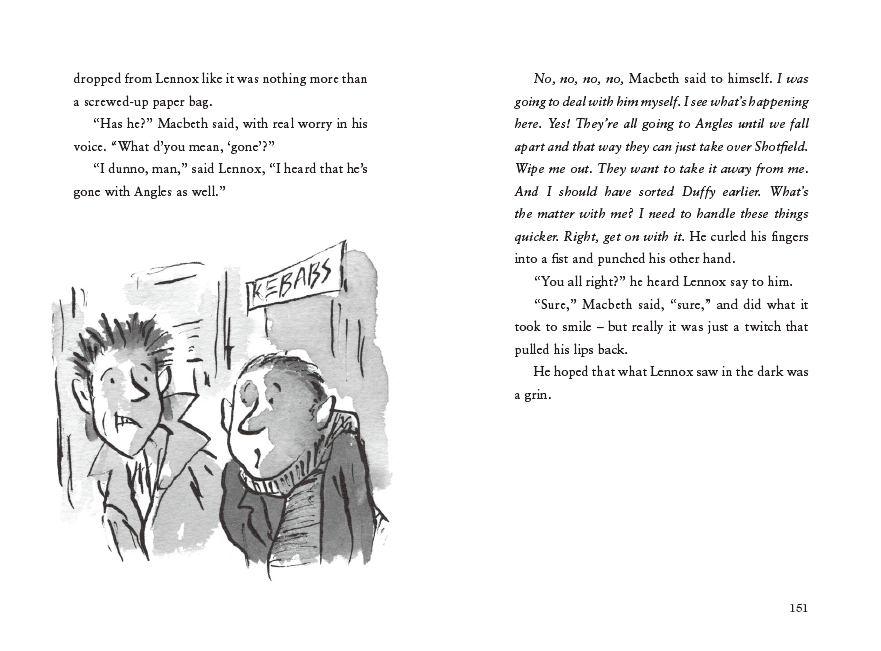 dropped from Lennox like it was nothing more than
a screwed-up paper bag.
“Has he?” Macbeth said, with real worry in his
voice. “What d’you mean, ‘gone’?”
“I dunno, man,” said Lennox, “I heard that he’s
gone with Angles as well.”
KEBABS
No, no, no, no, Macbeth said to himself. I was
going to deal with him myself. I see what’s happening
here. Yes! They’re all going to Angles until we fall
apart and that way they can just take over Shotfield.
Wipe me out. They want to take it away from me.
And I should have sorted Duffy earlier. What’s
the matter with me? I need to handle these things
quicker. Right, get on with it. He curled his fingers
into a fist and punched his other hand.
“You all right?” he heard Lennox say to him.
“Sure,” Macbeth said, “sure,” and did what it
took to smile – but really it was just a twitch that
pulled his lips back.
He hoped that what Lennox saw in the dark was
a grin.
151